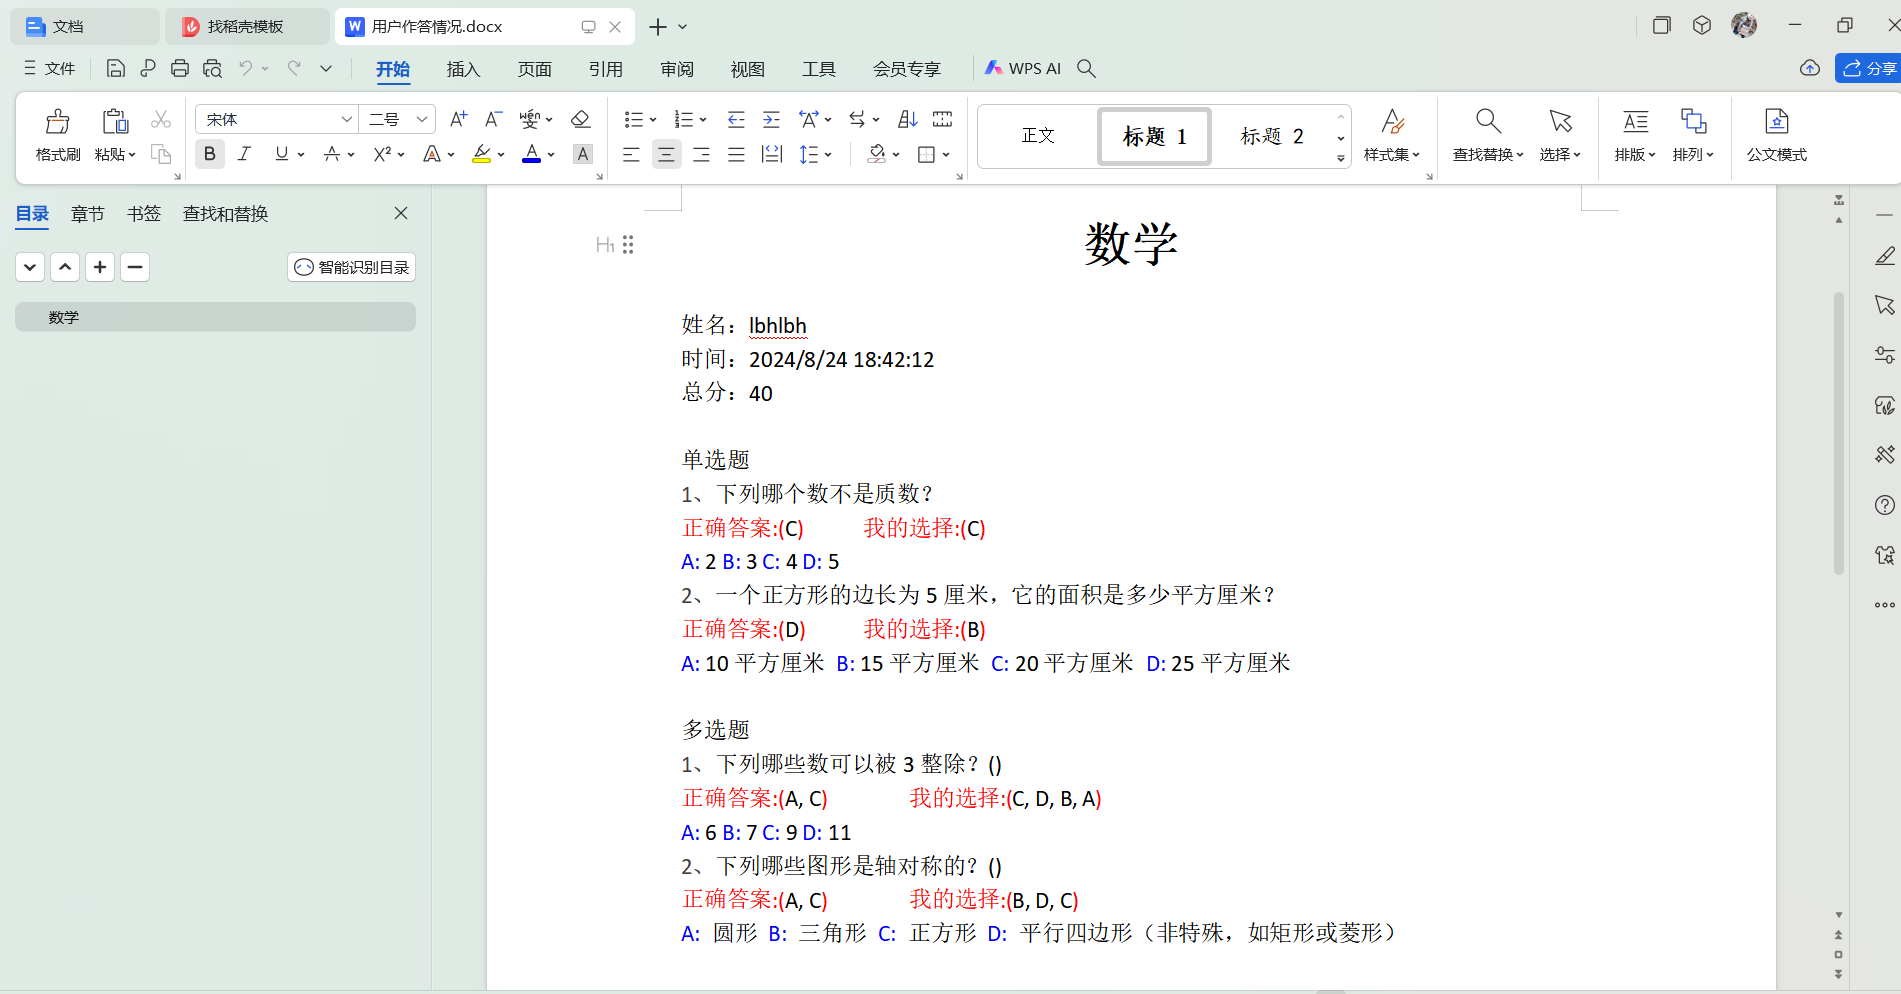 文档 找稻壳模板 用户作答情况.docx
文件 开始 插入 页面 引用 审阅 视图 工具 会员专享 WPS AI 分享
宋体 二号 wén 变 正文 标题 1 标题 2
格式刷 粘贴 B I U A X² A A A 样式集 查找替换 选择 排版 排列 公文模式
目录 章节 书签 查找和替换
智能识别目录
数学
H1 数学
姓名：lbhlbh
时间：2024/8/24 18:42:12
总分：40
单选题
1、下列哪个数不是质数？
正确答案:(C) 我的选择:(C)
A: 2 B: 3 C: 4 D: 5
2、一个正方形的边长为 5 厘米，它的面积是多少平方厘米？
正确答案:(D) 我的选择:(B)
A: 10 平方厘米 B: 15 平方厘米 C: 20 平方厘米 D: 25 平方厘米
多选题
1、下列哪些数可以被 3 整除？()
正确答案:(A, C) 我的选择:(C, D, B, A)
A: 6 B: 7 C: 9 D: 11
2、下列哪些图形是轴对称的？()
正确答案:(A, C) 我的选择:(B, D, C)
A: 圆形 B: 三角形 C: 正方形 D: 平行四边形（非特殊，如矩形或菱形）